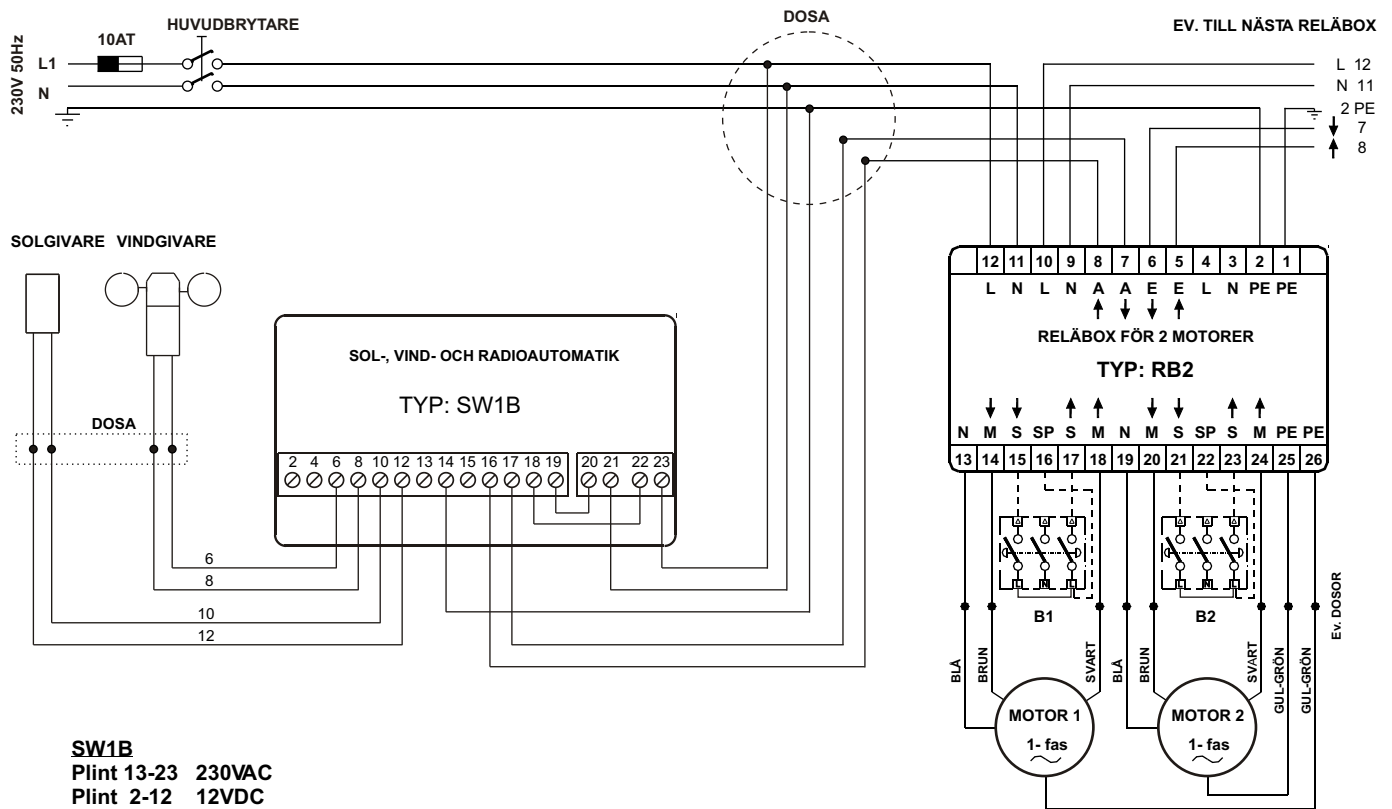 DOSA
HUVUDBRYTARE
EV. TILL NÄSTA RELÄBOX
230V 50Hz
10AT
L1
N
L 12
N 11
2 PE
7
8
SOLGIVARE VINDGIVARE
DOSA
SOL-, VIND- OCH RADIOAUTOMATIK
TYP: SW1B
2 4 6 8 10 12 13 14 15 16 17 18 19 20 21 22 23
6
8
10
12
12 11 10 9 8 7 6 5 4 3 2 1
L N L N A A E E L N PE PE
RELÄBOX FÖR 2 MOTORER
TYP: RB2
N M S SP S M N M S SP S M PE PE
13 14 15 16 17 18 19 20 21 22 23 24 25 26
L N L
L N L
B1
B2
Ev. DOSOR
BLÅ
BRUN
SVART
BLÅ
BRUN
SVART
GUL-GRÖN
GUL-GRÖN
MOTOR 1
1- fas
MOTOR 2
1- fas
SW1B
Plint 13-23 230VAC
Plint 2-12 12VDC